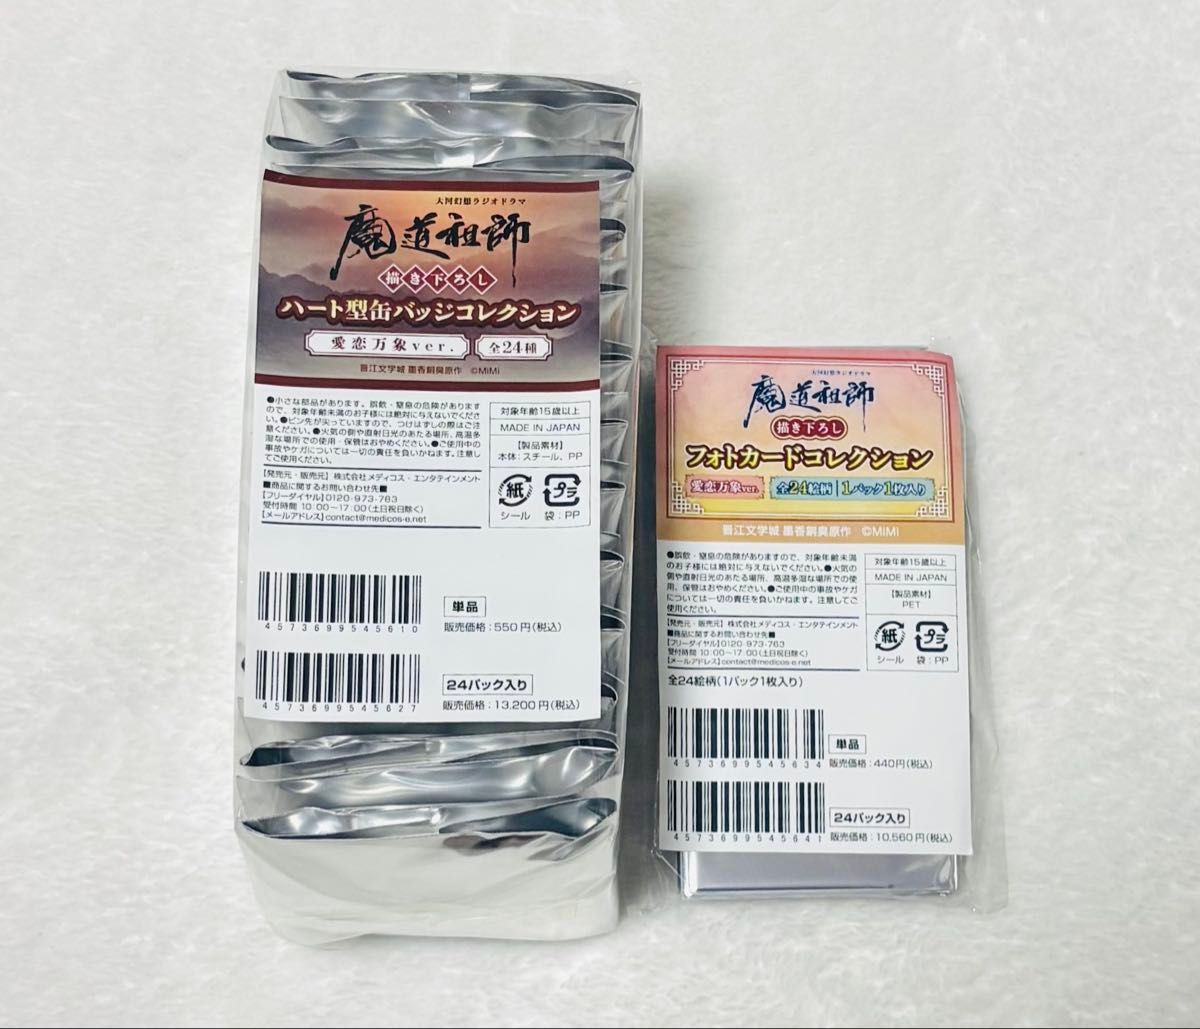 大河幻想ラジオドラマ
魔道祖師
描き下ろし
ハート型缶バッジコレクション
愛恋万象ver. 全24種
晋江文学城 墨香銅臭原作 ©MiMi
●小さな部品があります。誤飲・窒息の危険があります
ので、対象年齢未満のお子様には絶対に与えないでくださ
い。●ピン先が尖っていますので、つけはずしの際はご注
意ください。●火気の側や直射日光のあたる場所、高温多
湿な場所での使用・保管はおやめください。●ご使用中の
事故やケガについては一切の責任を負いかねます。注意し
てご使用ください。
【発売元・販売元】株式会社メディコス・エンタテインメント
■商品に関するお問い合わせ先■
【フリーダイヤル】0120-973-763
受付時間 10:00~17:00(土日祝日除く)
【メールアドレス】contact@medicos-e.net
対象年齢15歳以上
MADE IN JAPAN
【製品素材】
本体:スチール、PP
紙 プラ
シール 袋:PP
4573699545610
単品
販売価格:550円(税込)
4573699545627
24パック入り
販売価格:13,200円(税込)
大河幻想ラジオドラマ
魔道祖師
描き下ろし
フォトカードコレクション
愛恋万象ver. 全24絵柄|1パック1枚入り
晋江文学城 墨香銅臭原作 ©MiMi
●誤飲・窒息の危険がありますので、対象年齢未満
のお子様には絶対に与えないでください。●火気の
側や直射日光のあたる場所、高温多湿な場所での使
用、保管はおやめください。●ご使用中の事故やケガ
については一切の責任を負いかねます。注意してご
使用ください。
【発売元・販売元】株式会社メディコス・エンタテインメント
■商品に関するお問い合わせ先■
【フリーダイヤル】0120-973-763
受付時間 10:00~17:00(土日祝日除く)
【メールアドレス】contact@medicos-e.net
対象年齢15歳以上
MADE IN JAPAN
【製品素材】
PET
紙 プラ
シール 袋:PP
全24絵柄(1パック1枚入り)
4573699545634
単品
販売価格:440円(税込)
4573699545641
24パック入り
販売価格:10,560円(税込)